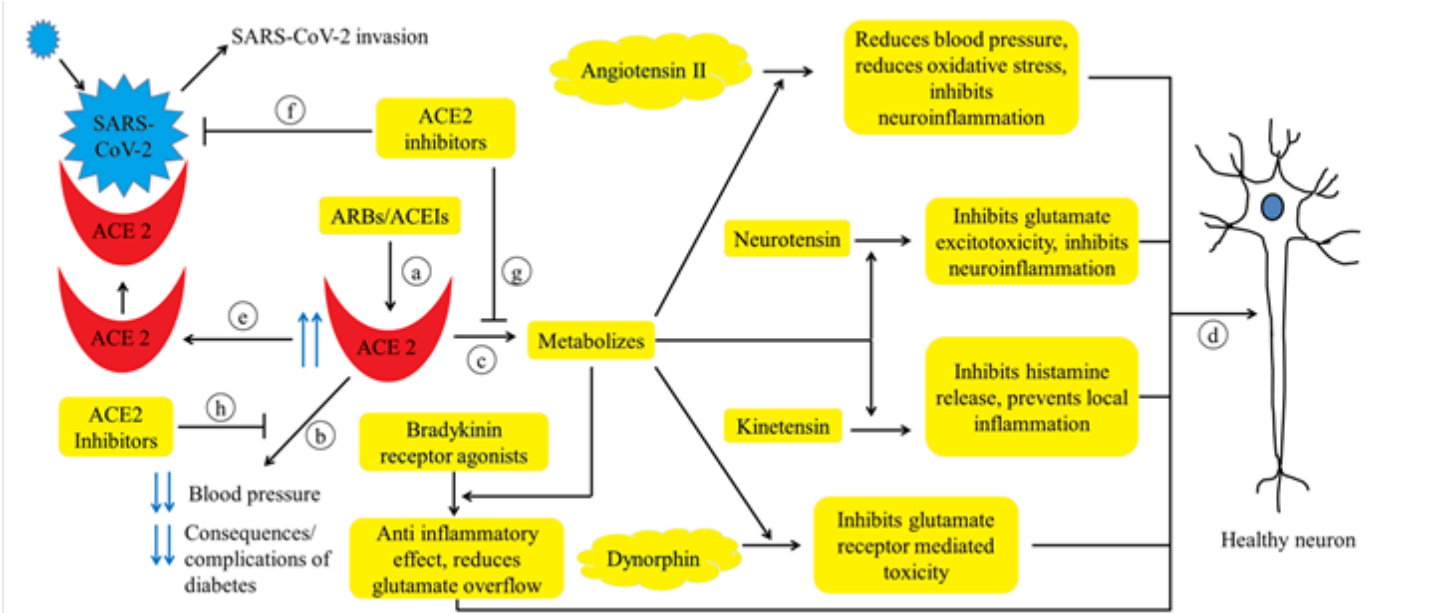 SARS-CoV-2 invasion
SARS-
CoV-2
ACE 2
ACE 2
f
ACE2
inhibitors
ARBs/ACEIs
a
g
e
ACE 2
c
Metabolizes
ACE2
Inhibitors
h
b
Blood pressure
Consequences/
complications of
diabetes
Bradykinin
receptor agonists
Anti inflammatory
effect, reduces
glutamate overflow
Angiotensin II
Reduces blood pressure,
reduces oxidative stress,
inhibits
neuroinflammation
Neurotensin
Inhibits glutamate
excitotoxicity, inhibits
neuroinflammation
Kinetensin
Inhibits histamine
release, prevents local
inflammation
Dynorphin
Inhibits glutamate
receptor mediated
toxicity
d
Healthy neuron